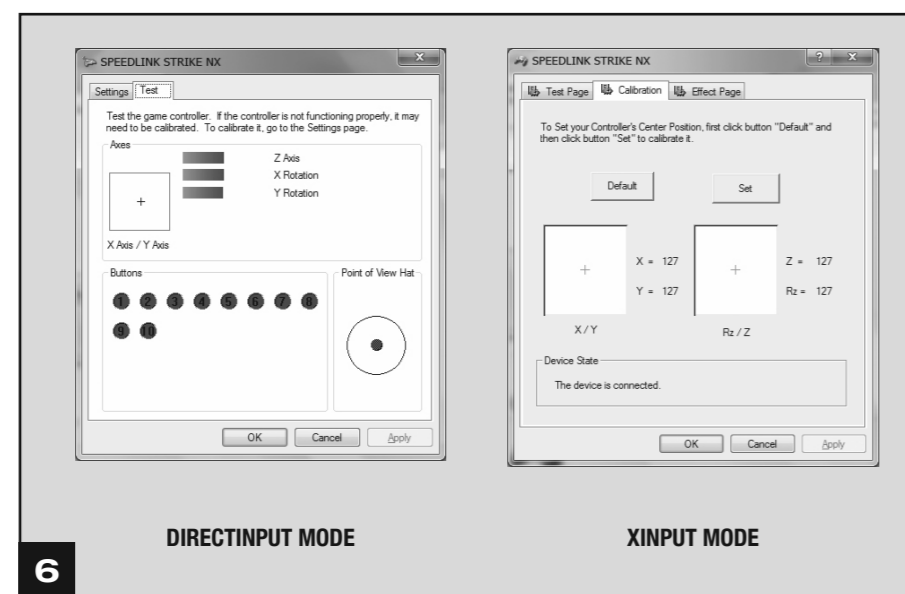 SPEEDLINK STRIKE NX
Settings Test
Test the game controller. If the controller is not functioning properly, it may
need to be calibrated. To calibrate it, go to the Settings page.
Axes
Z Axis
X Rotation
Y Rotation
X Axis / Y Axis
Buttons
Point of View Hat
1 2 3 4 5 6 7 8
9 10
OK Cancel Apply
DIRECTINPUT MODE
SPEEDLINK STRIKE NX
Test Page Calibration Effect Page
To Set your Controller's Center Position, first click button "Default" and
then click button "Set" to calibrate it.
Default Set
X = 127
Y = 127
Z = 127
Rz = 127
X / Y
Rz / Z
Device State
The device is connected.
OK Cancel Apply
XINPUT MODE
6